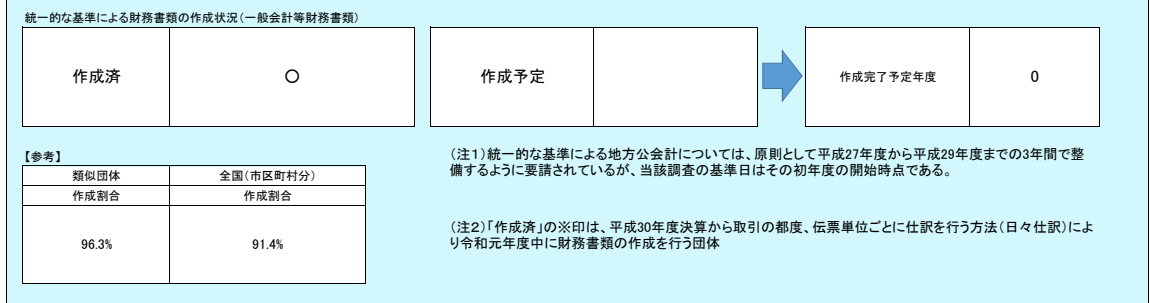 統一的な基準による財務書類の作成状況(一般会計等財務書類)
作成済
○
作成予定
作成完了予定年度
0
【参考】
類似団体
全国(市区町村分)
作成割合
作成割合
96.3%
91.4%
(注1)統一的な基準による地方公会計については、原則として平成27年度から平成29年度までの3年間で整
備するように要請されているが、当該調査の基準日はその初年度の開始時点である。
(注2)「作成済」の※印は、平成30年度決算から取引の都度、伝票単位ごとに仕訳を行う方法(日々仕訳)によ
り令和元年度中に財務書類の作成を行う団体